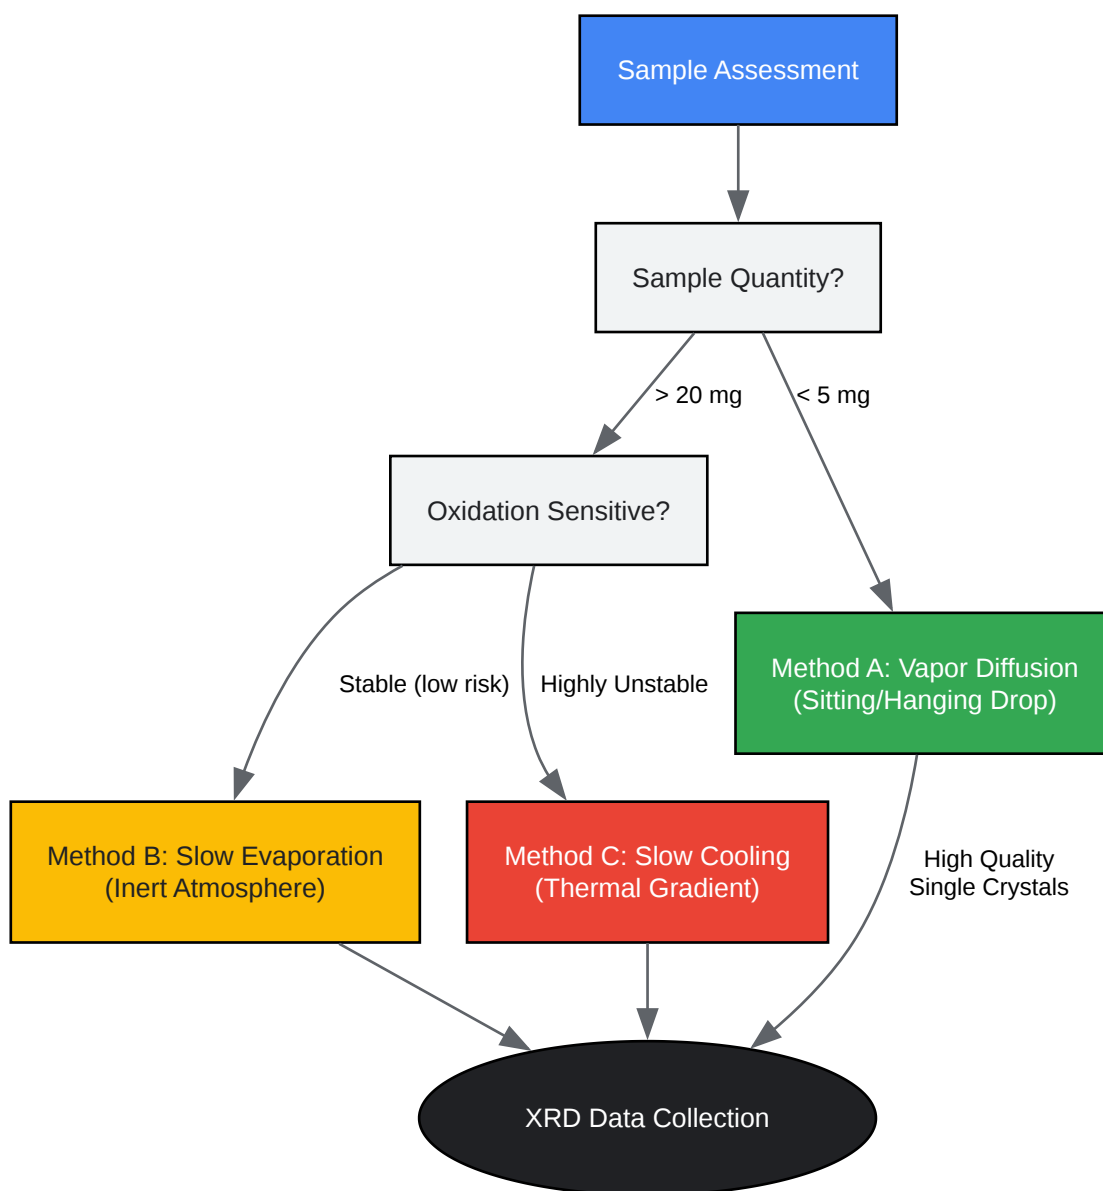 Sample Assessment
Sample Quantity?
> 20 mg
< 5 mg
Oxidation Sensitive?
Stable (low risk)
Highly Unstable
Method A: Vapor Diffusion
(Sitting/Hanging Drop)
Method B: Slow Evaporation
(Inert Atmosphere)
Method C: Slow Cooling
(Thermal Gradient)
High Quality
Single Crystals
XRD Data Collection